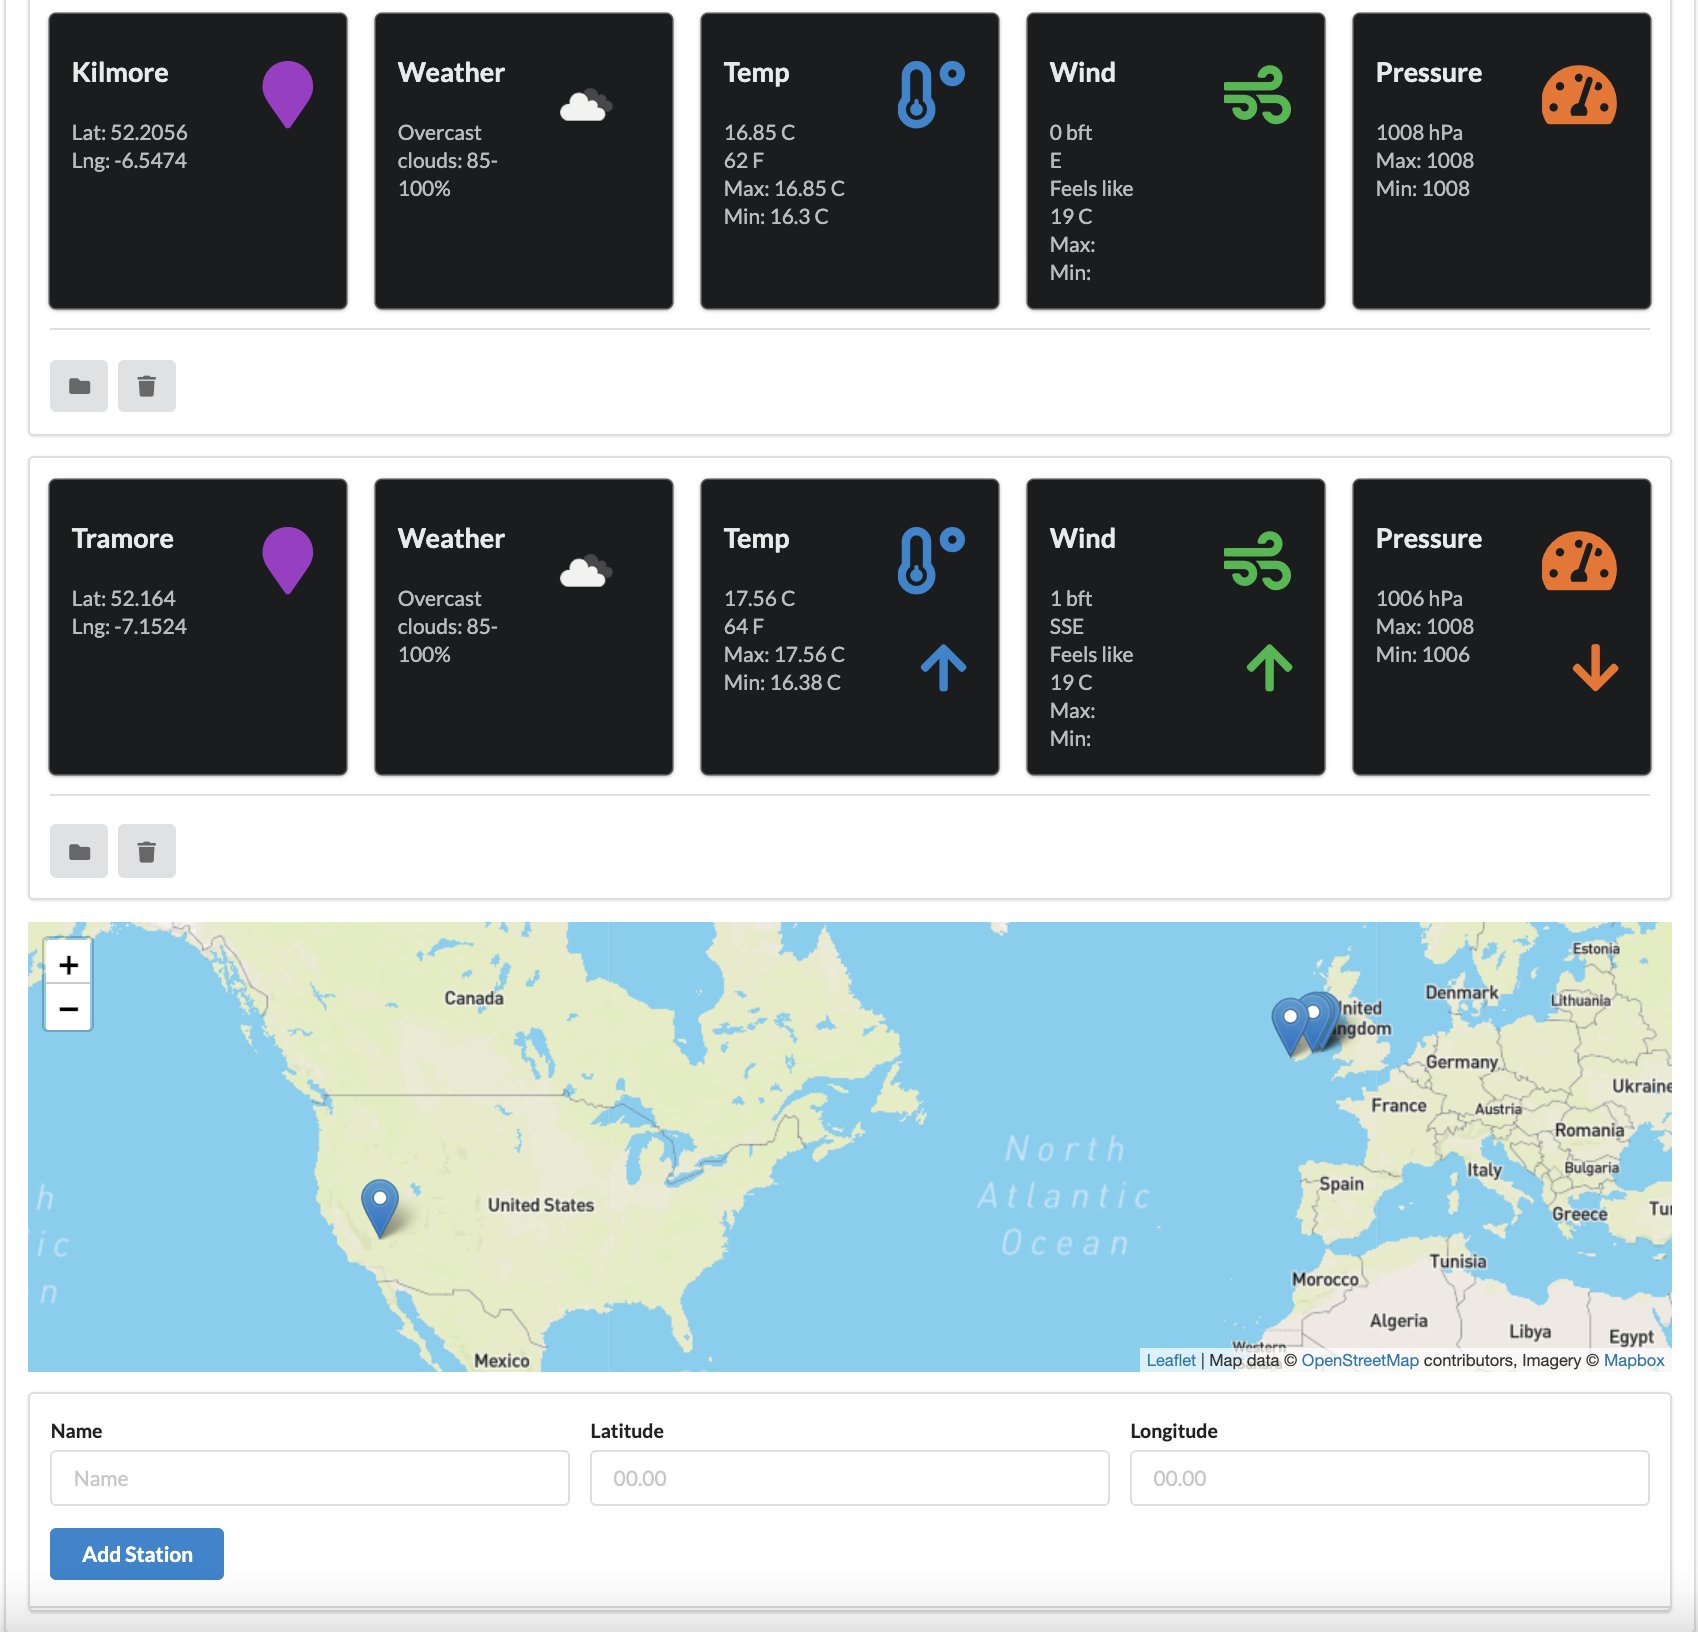 Kilmore
Lat: 52.2056
Lng: -6.5474
Weather
Overcast
clouds: 85-
100%
Temp
16.85 C
62 F
Max: 16.85 C
Min: 16.3 C
Wind
0 bft
E
Feels like
19 C
Max:
Min:
Pressure
1008 hPa
Max: 1008
Min: 1008
Tramore
Lat: 52.164
Lng: -7.1524
Weather
Overcast
clouds: 85-
100%
Temp
17.56 C
64 F
Max: 17.56 C
Min: 16.38 C
Wind
1 bft
SSE
Feels like
19 C
Max:
Min:
Pressure
1006 hPa
Max: 1008
Min: 1006
+
−
Canada
United States
Mexico
North
Atlantic
Ocean
h
ic
n
nited
ngdom
Estonia
Denmark
Lithuania
Germany
Ukraine
France
Austria
Romania
Italy
Bulgaria
Spain
Greece
Tu
Tunisia
Morocco
Algeria
Libya
Egypt
Western
Leaflet | Map data © OpenStreetMap contributors, Imagery © Mapbox
Name
Name
Latitude
00.00
Longitude
00.00
Add Station